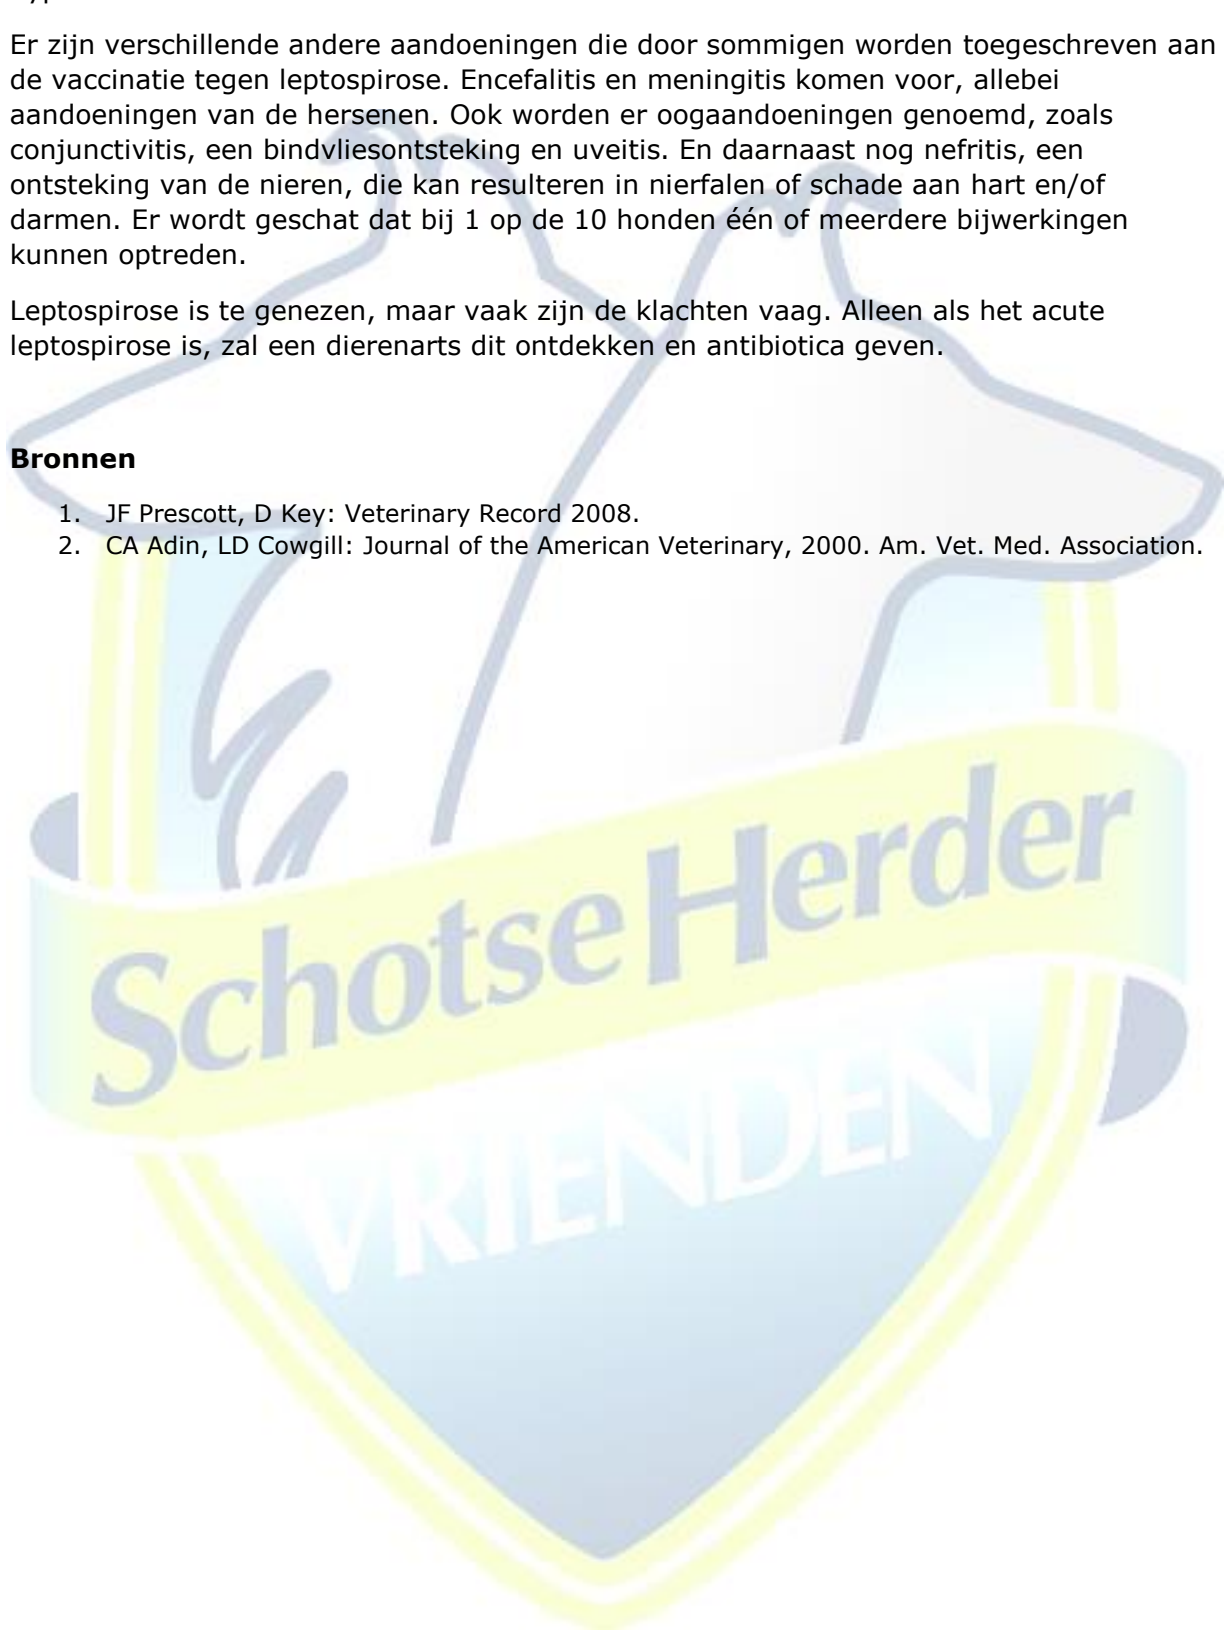 Er zijn verschillende andere aandoeningen die door sommigen worden toegeschreven aan
de vaccinatie tegen leptospirose. Encefalitis en meningitis komen voor, allebei
aandoeningen van de hersenen. Ook worden er oogaandoeningen genoemd, zoals
conjunctivitis, een bindvliesontsteking en uveitis. En daarnaast nog nefritis, een
ontsteking van de nieren, die kan resulteren in nierfalen of schade aan hart en/of
darmen. Er wordt geschat dat bij 1 op de 10 honden één of meerdere bijwerkingen
kunnen optreden.
Leptospirose is te genezen, maar vaak zijn de klachten vaag. Alleen als het acute
leptospirose is, zal een dierenarts dit ontdekken en antibiotica geven.
Bronnen
1. JF Prescott, D Key: Veterinary Record 2008.
2. CA Adin, LD Cowgill: Journal of the American Veterinary, 2000. Am. Vet. Med. Association.
Schotse Herder
VRIENDEN